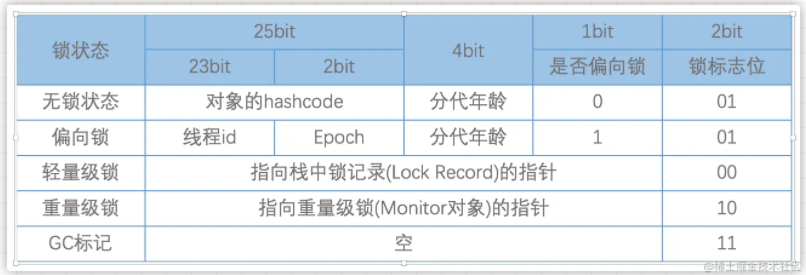 锁状态 25bit 4bit 1bit 2bit
23bit 2bit 是否偏向锁 锁标志位
无锁状态 对象的hashcode 分代年龄 0 01
偏向锁 线程id Epoch 分代年龄 1 01
轻量级锁 指向栈中锁记录(Lock Record)的指针 00
重量级锁 指向重量级锁(Monitor对象)的指针 10
GC标记 空 11
@稀土掘金技术社区